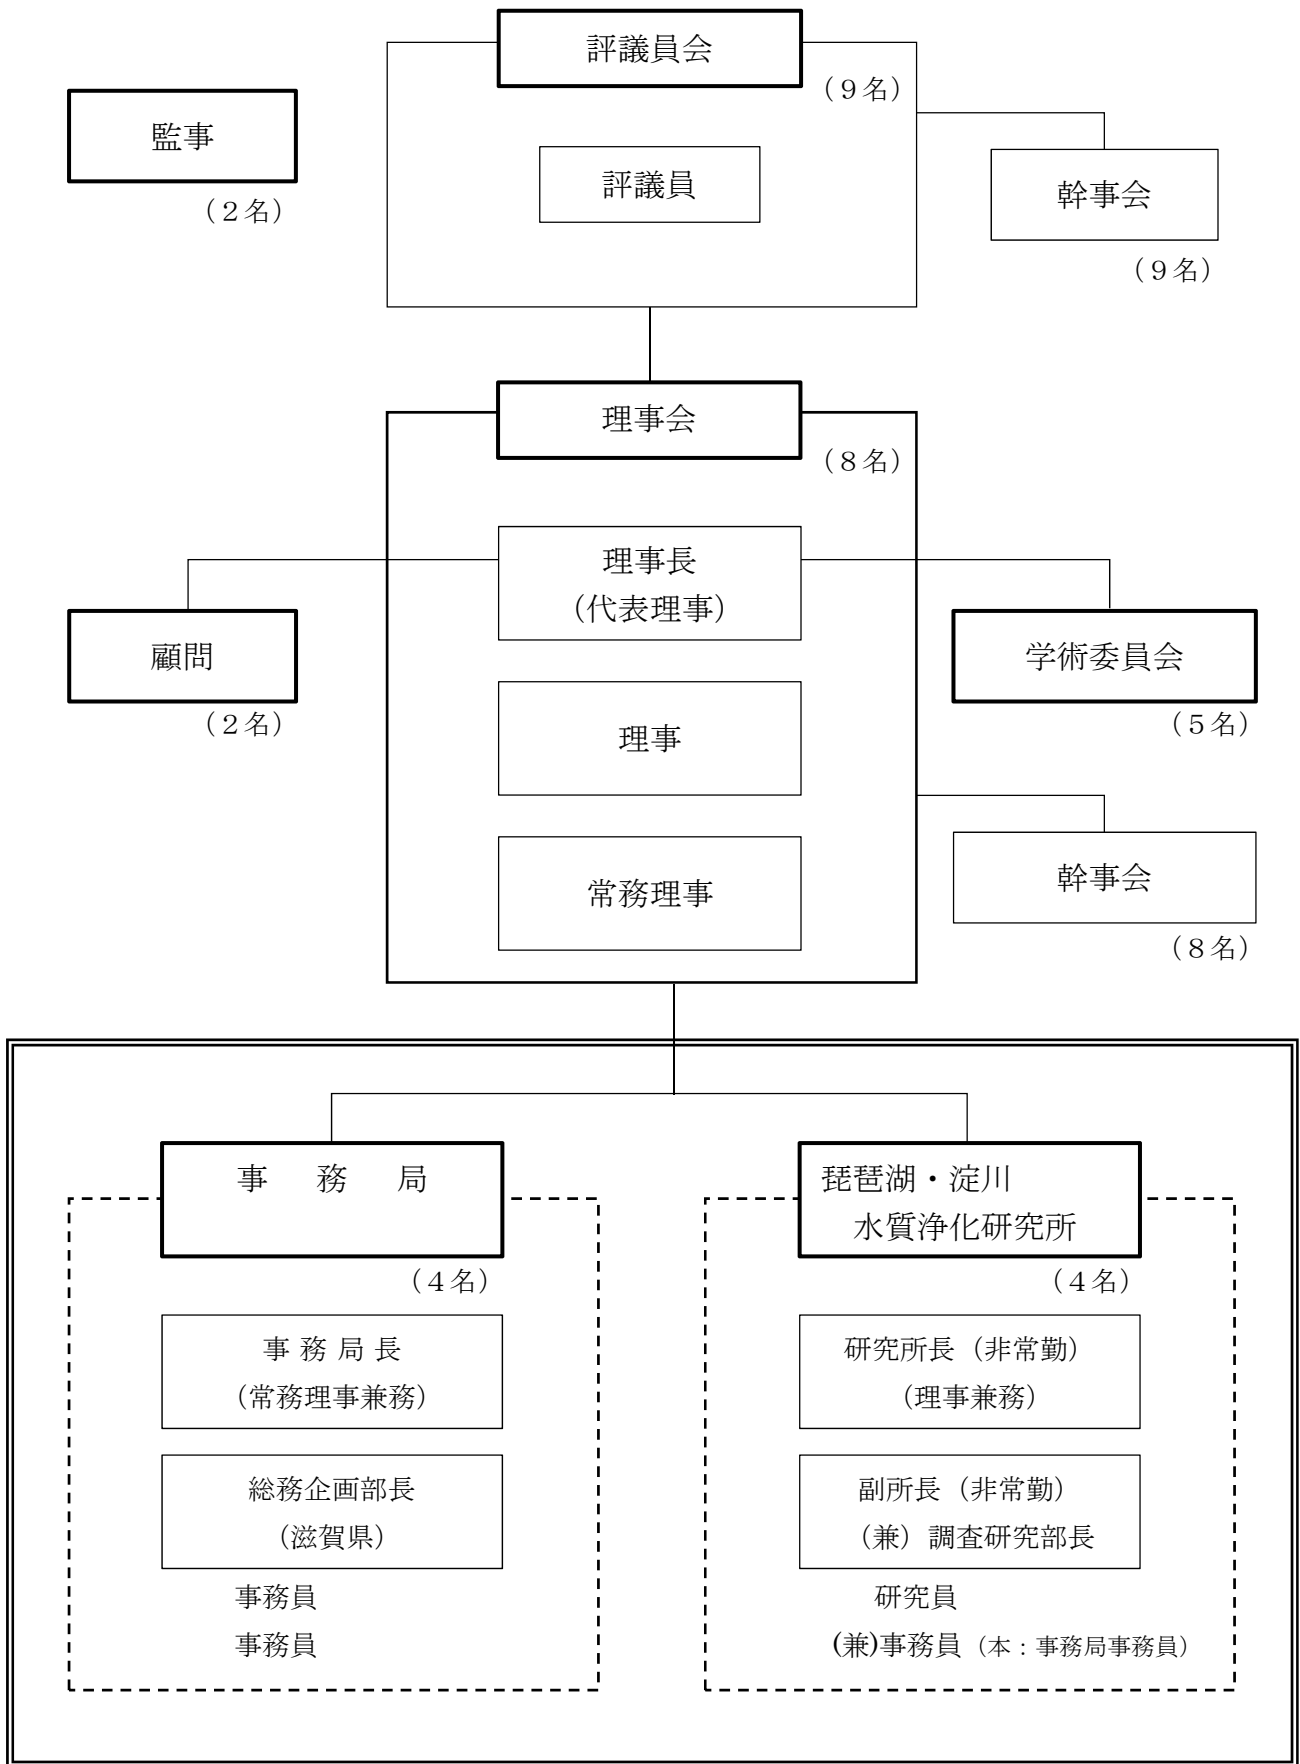 評議員会
（９名）
監事
（２名）
評議員
幹事会
（９名）
理事会
（８名）
理事長
（代表理事）
顧問
（２名）
学術委員会
（５名）
理事
常務理事
幹事会
（８名）
事　務　局
（４名）
事 務 局 長
（常務理事兼務）
総務企画部長
（滋賀県）
事務員
事務員
琵琶湖・淀川
水質浄化研究所
（４名）
研究所長（非常勤）
（理事兼務）
副所長（非常勤）
（兼）調査研究部長
研究員
(兼)事務員（本：事務局事務員）